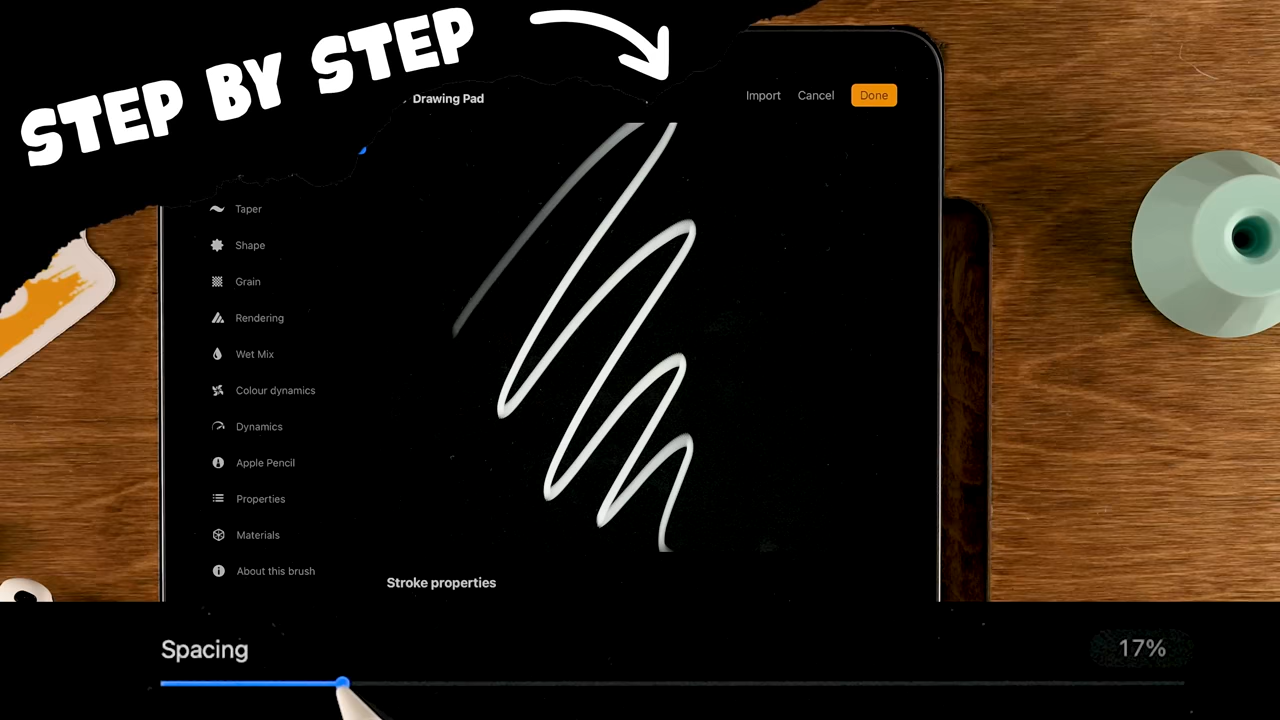 STEP BY STEP
Drawing Pad
Import
Cancel
Done
Taper
Shape
Grain
Rendering
Wet Mix
Colour dynamics
Dynamics
Apple Pencil
Properties
Materials
About this brush
Stroke properties
Spacing
17%